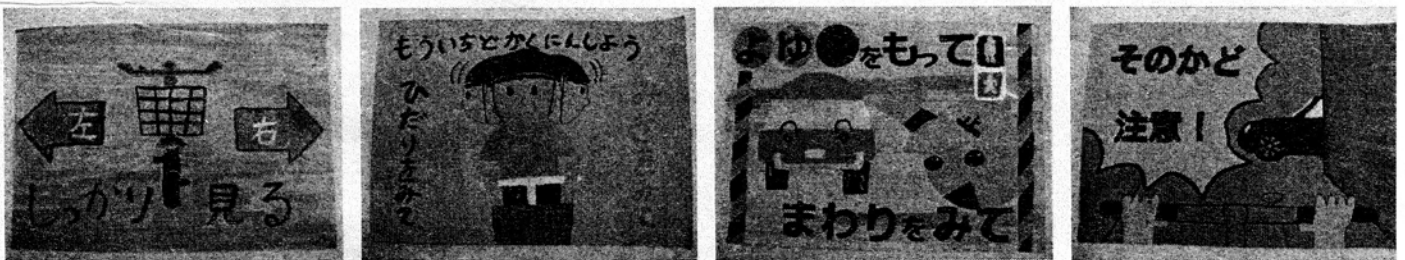 左 右
しっかり 見る
もういちどかくにんしよう
ひだりをみて
よゆ●をもって
まわりをみて
そのかど
注意!